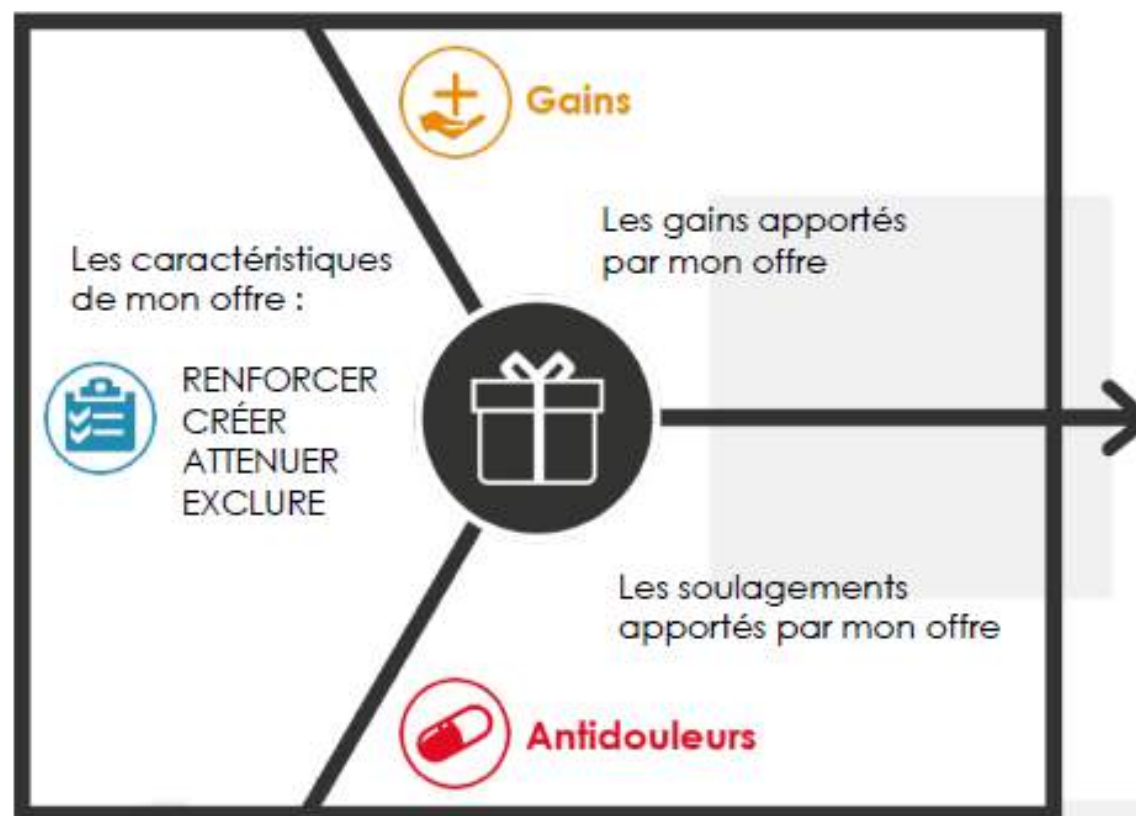 Gains
Les gains apportés
par mon offre
Les caractéristiques
de mon offre :
RENFORCER
CRÉER
ATTENUER
EXCLURE
Les soulagements
apportés par mon offre
Antidouleurs